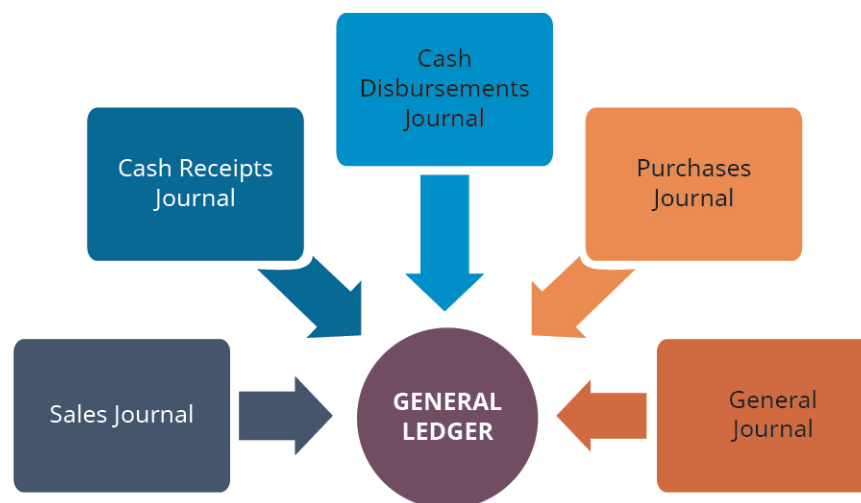 Cash
Disbursements
Journal
Cash Receipts
Journal
Purchases
Journal
Sales Journal
GENERAL
LEDGER
General
Journal